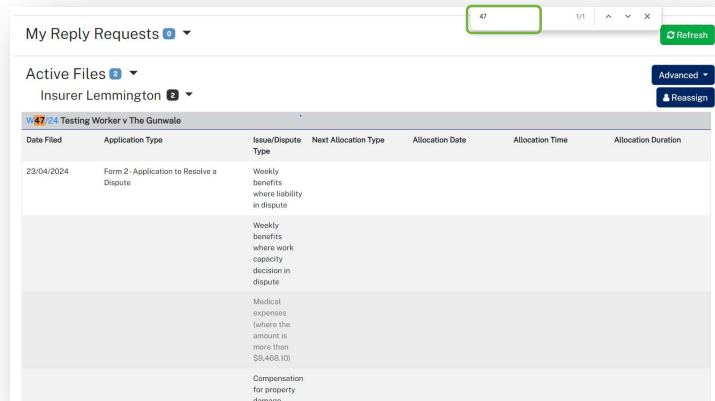 47 1/1
My Reply Requests 0
Refresh
Active Files 2
Advanced
Insurer Lemmington 2
Reassign
W47/24 Testing Worker v The Gunwale
Date Filed Application Type Issue/Dispute Next Allocation Type Allocation Date Allocation Time Allocation Duration
Type
23/04/2024 Form 2 - Application to Resolve a Weekly
Dispute benefits
where liability
in dispute
Weekly
benefits
where work
capacity
decision in
dispute
Medical
expenses
(where the
amount is
more than
$9,468.10)
Compensation
for property
damage